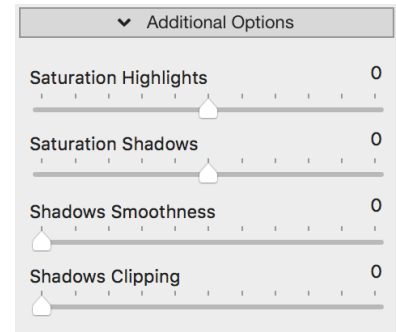 Additional Options
Saturation Highlights 0
Saturation Shadows 0
Shadows Smoothness 0
Shadows Clipping 0